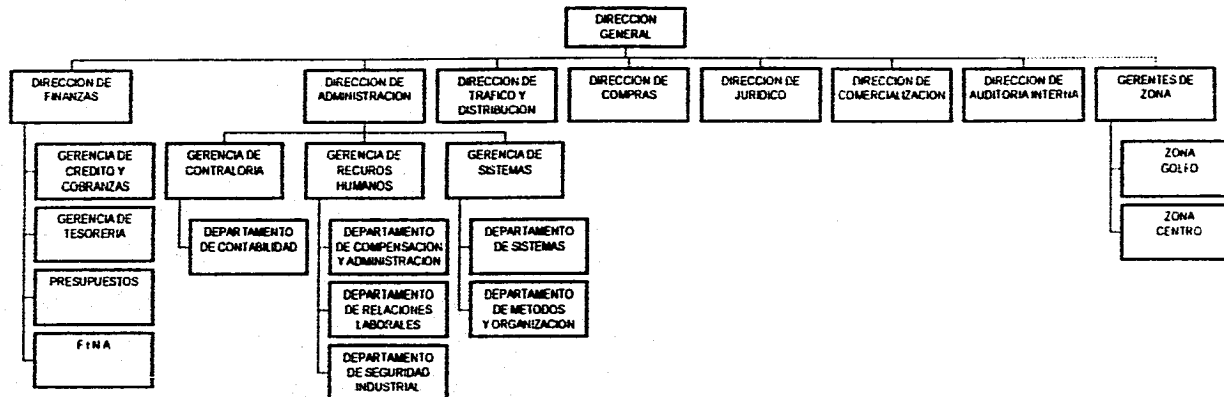 DIRECCION
GENERAL
DIRECCION DE
FINANZAS
DIRECCION DE
ADMINISTRACION
DIRECCION DE
TRAFICO Y
DISTRIBUCION
DIRECCION DE
COMPRAS
DIRECCION DE
JURIDICO
DIRECCION DE
COMERCIALIZACION
DIRECCION DE
AUDITORIA INTERNA
GERENTES DE
ZONA
GERENCIA DE
CREDITO Y
COBRANZAS
GERENCIA DE
TESORERIA
PRESUPUESTOS
GERENCIA DE
CONTRALORIA
DEPARTAMENTO
DE CONTABILIDAD
GERENCIA DE
RECUROS
HUMANOS
DEPARTAMENTO
DE COMPENSACION
Y ADMINISTRACION
DEPARTAMENTO
DE RELACIONES
LABORALES
DEPARTAMENTO
DE SEGURIDAD
INDUSTRIAL
GERENCIA DE
SISTEMAS
DEPARTAMENTO
DE SISTEMAS
DEPARTAMENTO
DE METODOS
Y ORGANIZACION
ZONA
GOLFO
ZONA
CENTRO